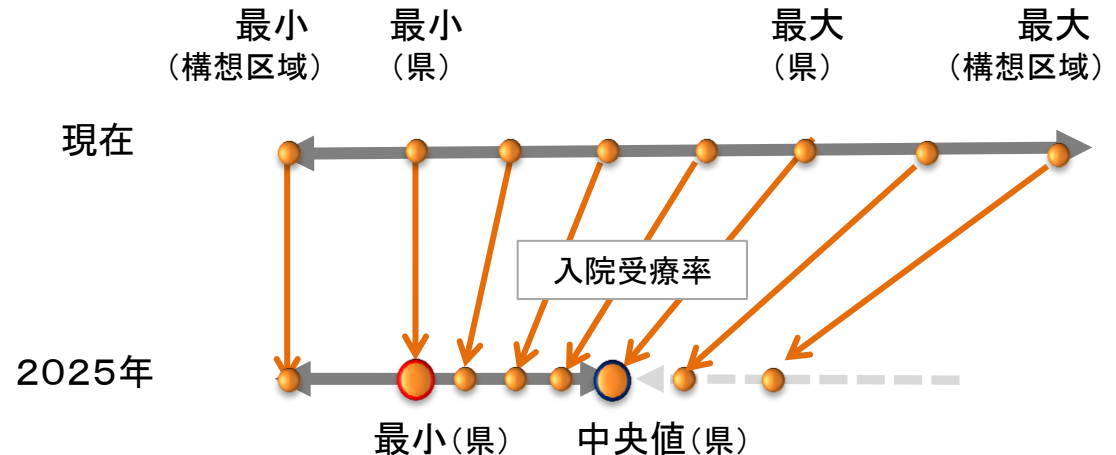 最小 最小 最大 最大
（構想区域） （県） （県） （構想区域）
現在
入院受療率
２０２５年
最小（県） 中央値（県）